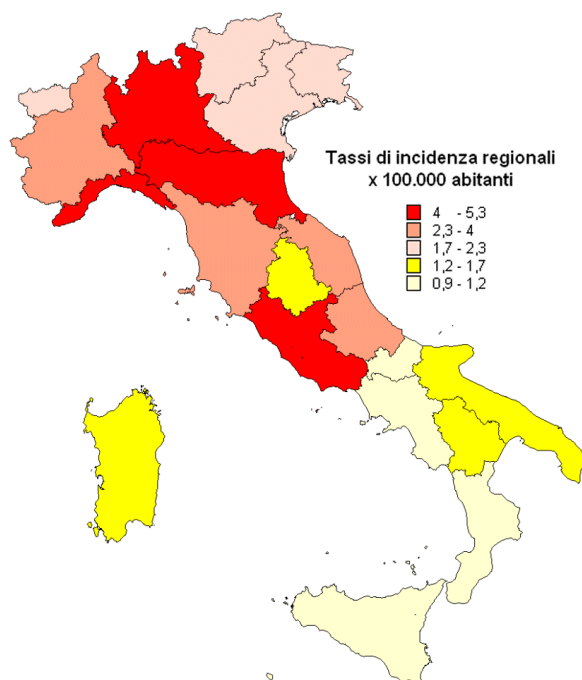 Tassi di incidenza regionali
x 100.000 abitanti
4 - 5,3
2,3 - 4
1,7 - 2,3
1,2 - 1,7
0,9 - 1,2